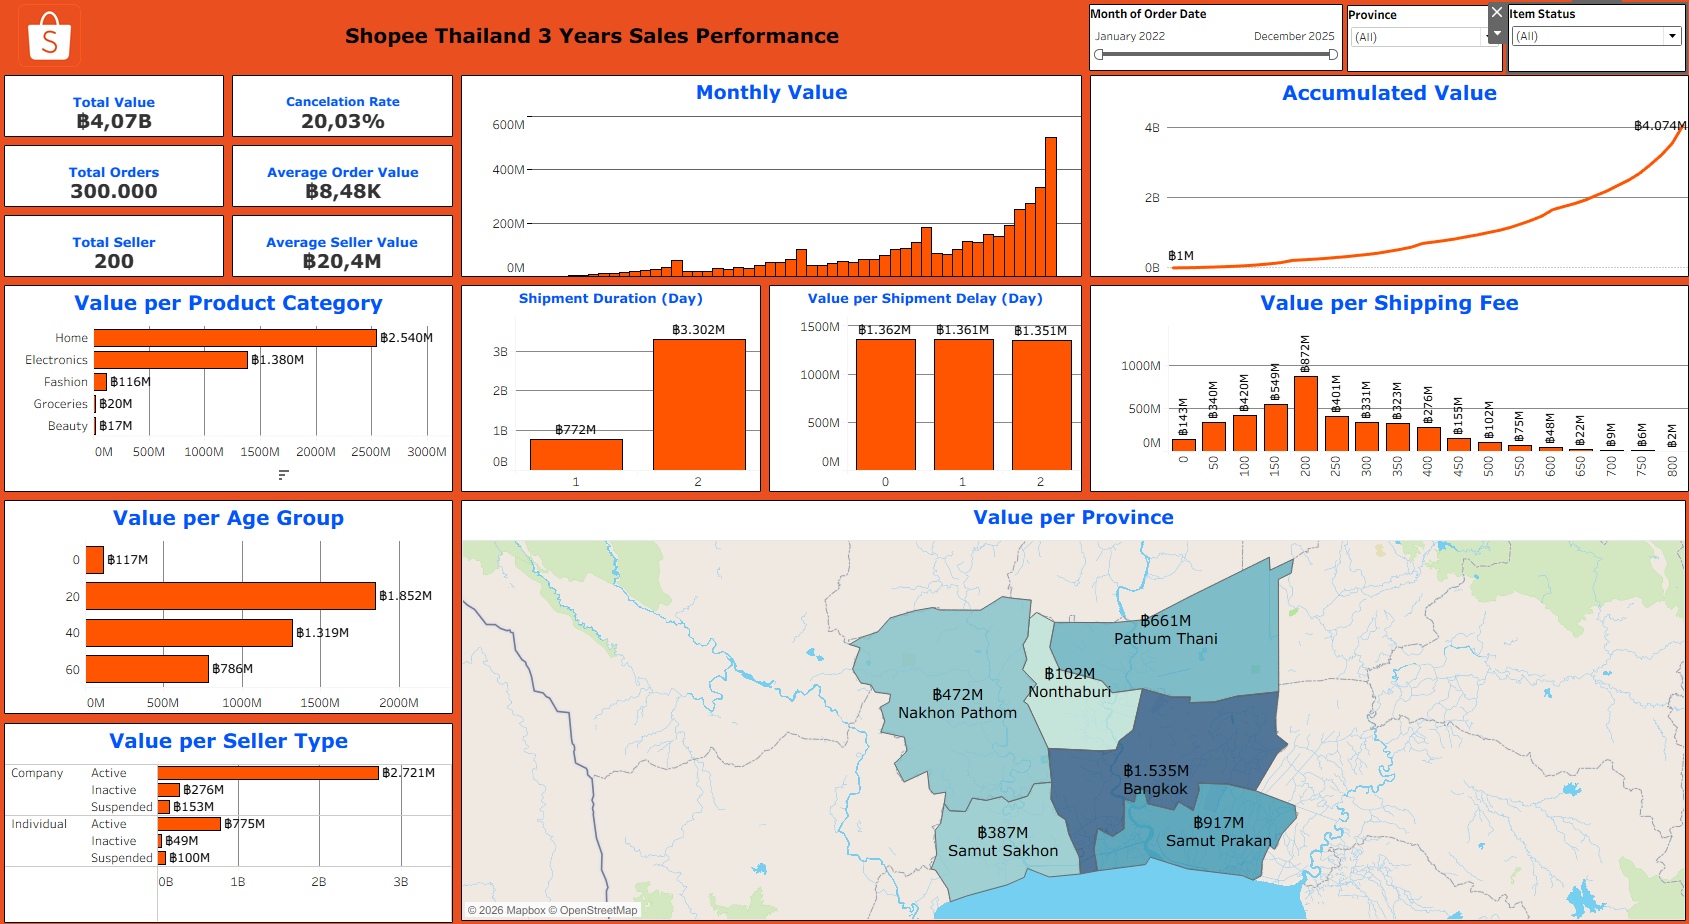 S
Shopee Thailand 3 Years Sales Performance
Month of Order Date
January 2022 December 2025
Province
(All)
Item Status
(All)
Total Value
฿4,07B
Cancelation Rate
20,03%
Total Orders
300.000
Average Order Value
฿8,48K
Total Seller
200
Average Seller Value
฿20,4M
Monthly Value
600M
400M
200M
0M
Accumulated Value
4B
2B
0B
฿1M
฿4.074M
Value per Product Category
Home ฿2.540M
Electronics ฿1.380M
Fashion ฿116M
Groceries ฿20M
Beauty ฿17M
0M 500M 1000M 1500M 2000M 2500M 3000M
Shipment Duration (Day)
฿3.302M
3B
2B
1B
0B
฿772M
1 2
Value per Shipment Delay (Day)
1500M
1000M
500M
0M
฿1.362M ฿1.361M ฿1.351M
0 1 2
Value per Shipping Fee
1000M
500M
0M
฿143M ฿340M ฿420M ฿549M ฿872M ฿401M ฿331M ฿323M ฿276M ฿155M ฿102M ฿75M ฿48M ฿22M ฿9M ฿6M ฿2M
0 50 100 150 200 250 300 350 400 450 500 550 600 650 700 750 800
Value per Age Group
0 ฿117M
20 ฿1.852M
40 ฿1.319M
60 ฿786M
0M 500M 1000M 1500M 2000M
Value per Seller Type
Company Active ฿2.721M
Inactive ฿276M
Suspended ฿153M
Individual Active ฿775M
Inactive ฿49M
Suspended ฿100M
0B 1B 2B 3B
Value per Province
฿661M
Pathum Thani
฿102M
Nonthaburi
฿472M
Nakhon Pathom
฿1.535M
Bangkok
฿917M
Samut Prakan
฿387M
Samut Sakhon
© 2026 Mapbox © OpenStreetMap